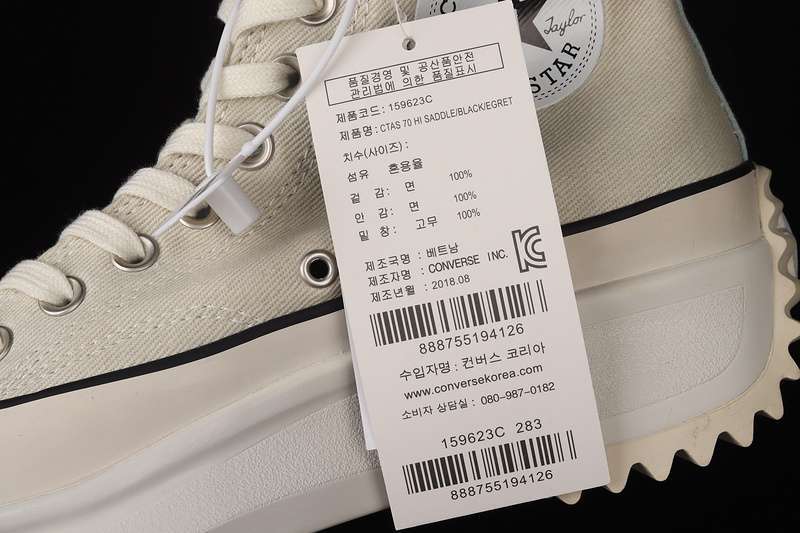 Taylor
STAR
품질경영 및 공산품안전
관리법에 의한 품질표시
제품코드: 159623C
제품명: CTAS 70 HI SADDLE/BLACK/EGRET
치수(사이즈):
섬유 혼용율
겉 감: 면 100%
안 감: 면 100%
밑 창: 고무 100%
제조국명 : 베트남
제조자명 : CONVERSE INC.
제조년월 : 2018.08
888755194126
수입자명 : 컨버스 코리아
www.conversekorea.com
소비자 상담실 : 080-987-0182
159623C 283
888755194126